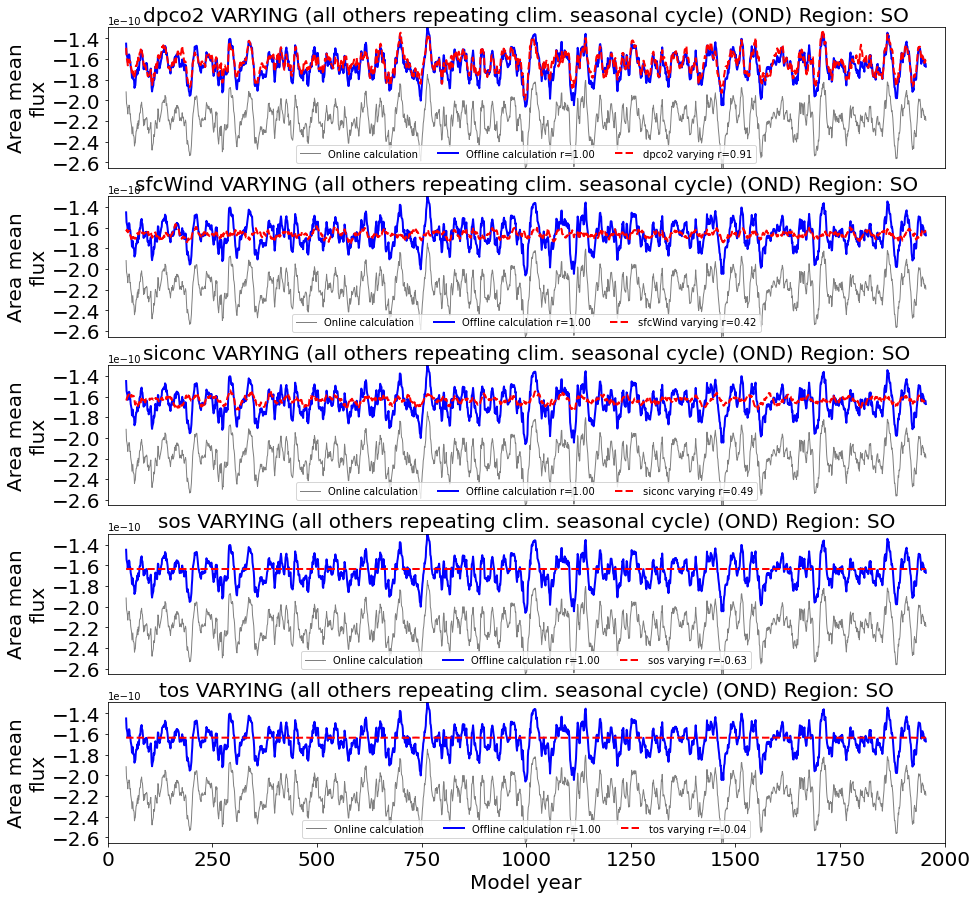 dpco2 VARYING (all others repeating clim. seasonal cycle) (OND) Region: SO
1e−10
−1.4
−1.6
−1.8
−2.0
−2.2
−2.4
−2.6
Area mean
flux
Online calculation
Offline calculation r=1.00
dpco2 varying r=0.91
sfcWind VARYING (all others repeating clim. seasonal cycle) (OND) Region: SO
1e−10
−1.4
−1.6
−1.8
−2.0
−2.2
−2.4
−2.6
Area mean
flux
Online calculation
Offline calculation r=1.00
sfcWind varying r=0.42
siconc VARYING (all others repeating clim. seasonal cycle) (OND) Region: SO
1e−10
−1.4
−1.6
−1.8
−2.0
−2.2
−2.4
−2.6
Area mean
flux
Online calculation
Offline calculation r=1.00
siconc varying r=0.49
sos VARYING (all others repeating clim. seasonal cycle) (OND) Region: SO
1e−10
−1.4
−1.6
−1.8
−2.0
−2.2
−2.4
−2.6
Area mean
flux
Online calculation
Offline calculation r=1.00
sos varying r=-0.63
tos VARYING (all others repeating clim. seasonal cycle) (OND) Region: SO
1e−10
−1.4
−1.6
−1.8
−2.0
−2.2
−2.4
−2.6
Area mean
flux
Online calculation
Offline calculation r=1.00
tos varying r=-0.04
0 250 500 750 1000 1250 1500 1750 2000
Model year